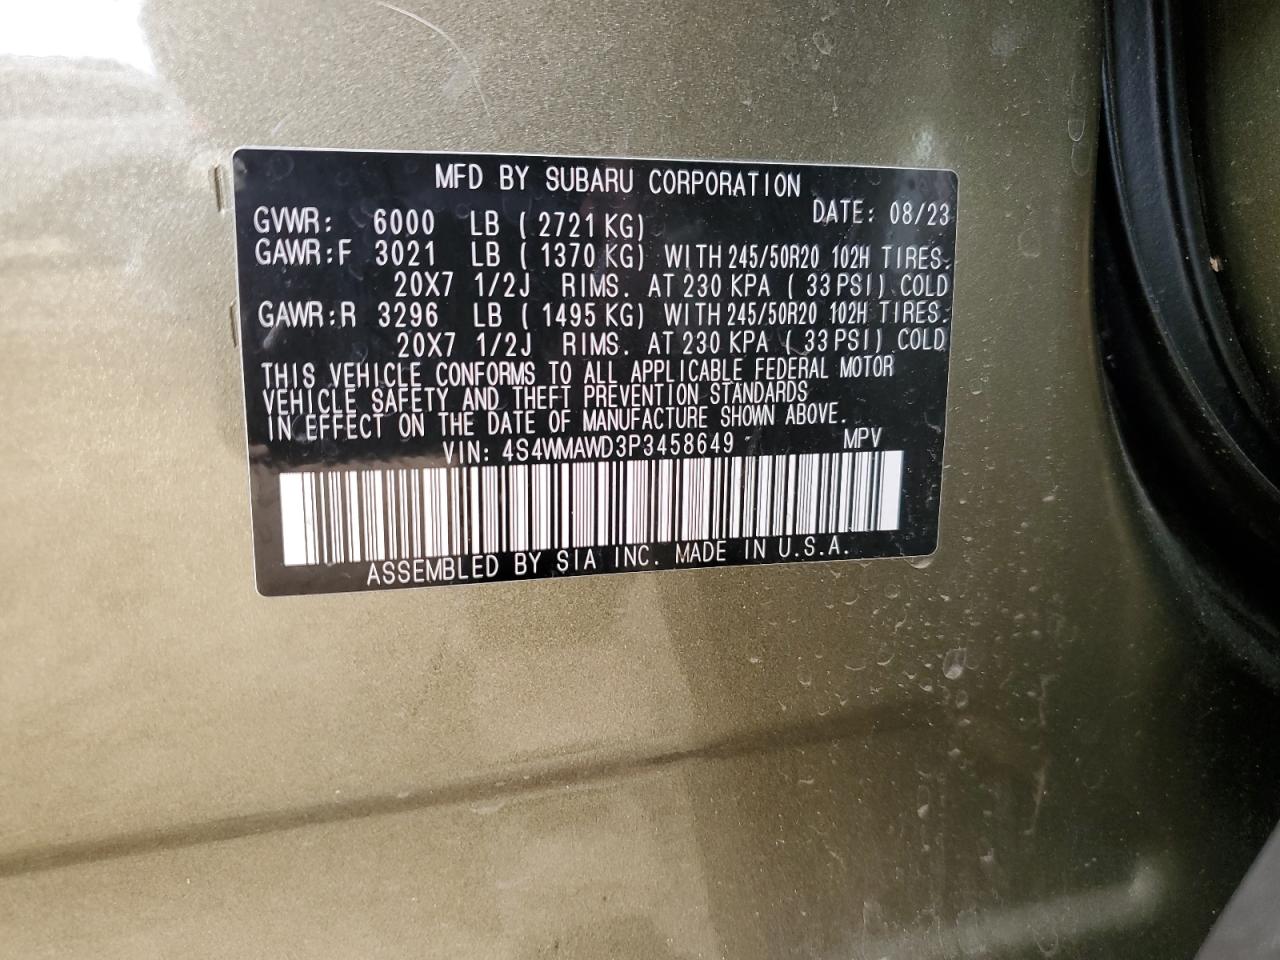 MFD BY SUBARU CORPORATION
DATE: 08/23
GVWR: 6000 LB (2721 KG)
GAWR:F 3021 LB (1370 KG) WITH 245/50R20 102H TIRES.
20X7 1/2J RIMS. AT 230 KPA (33 PSI) COLD
GAWR:R 3296 LB (1495 KG) WITH 245/50R20 102H TIRES.
20X7 1/2J RIMS. AT 230 KPA (33 PSI) COLD
THIS VEHICLE CONFORMS TO ALL APPLICABLE FEDERAL MOTOR
VEHICLE SAFETY AND THEFT PREVENTION STANDARDS
IN EFFECT ON THE DATE OF MANUFACTURE SHOWN ABOVE.
VIN: 4S4WMAWD3P3458649 MPV
ASSEMBLED BY SIA INC. MADE IN U.S.A.